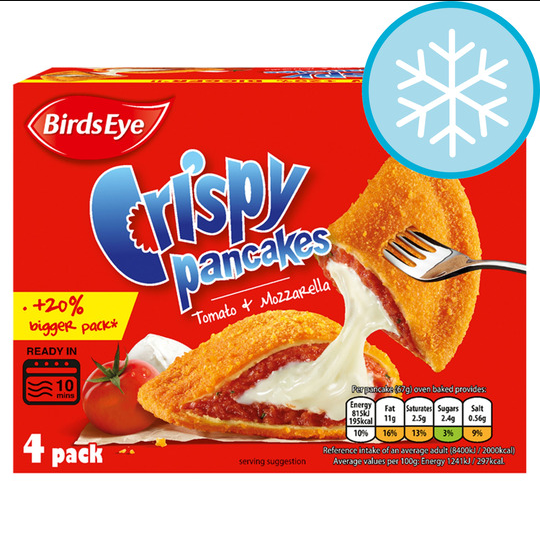 BirdsEye
Crispy
pancakes
Tomato + Mozzarella
+20%
bigger pack*
READY IN
10
mins
4 pack
serving suggestion
Per pancake (67g) oven baked provides:
Energy 815kJ 195kcal 10%
Fat 11g 16%
Saturates 2.5g 13%
Sugars 2.4g 3%
Salt 0.56g 9%
Reference intake of an average adult (8400kJ / 2000kcal)
Average values per 100g: Energy 1241kJ / 297kcal.